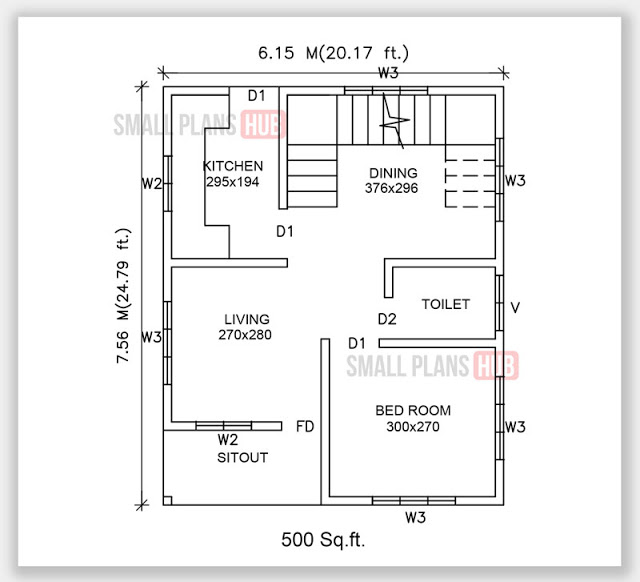 6.15 M(20.17 ft.)
W3
D1
SMALL PLANS HUB
KITCHEN
295x194
DINING
376x296
W2
W3
D1
7.56 M(24.79 ft.)
TOILET
V
LIVING
270x280
D2
W3
D1
SMALL PLANS HUB
BED ROOM
300x270
FD
W3
W2
SITOUT
W3
500 Sq.ft.